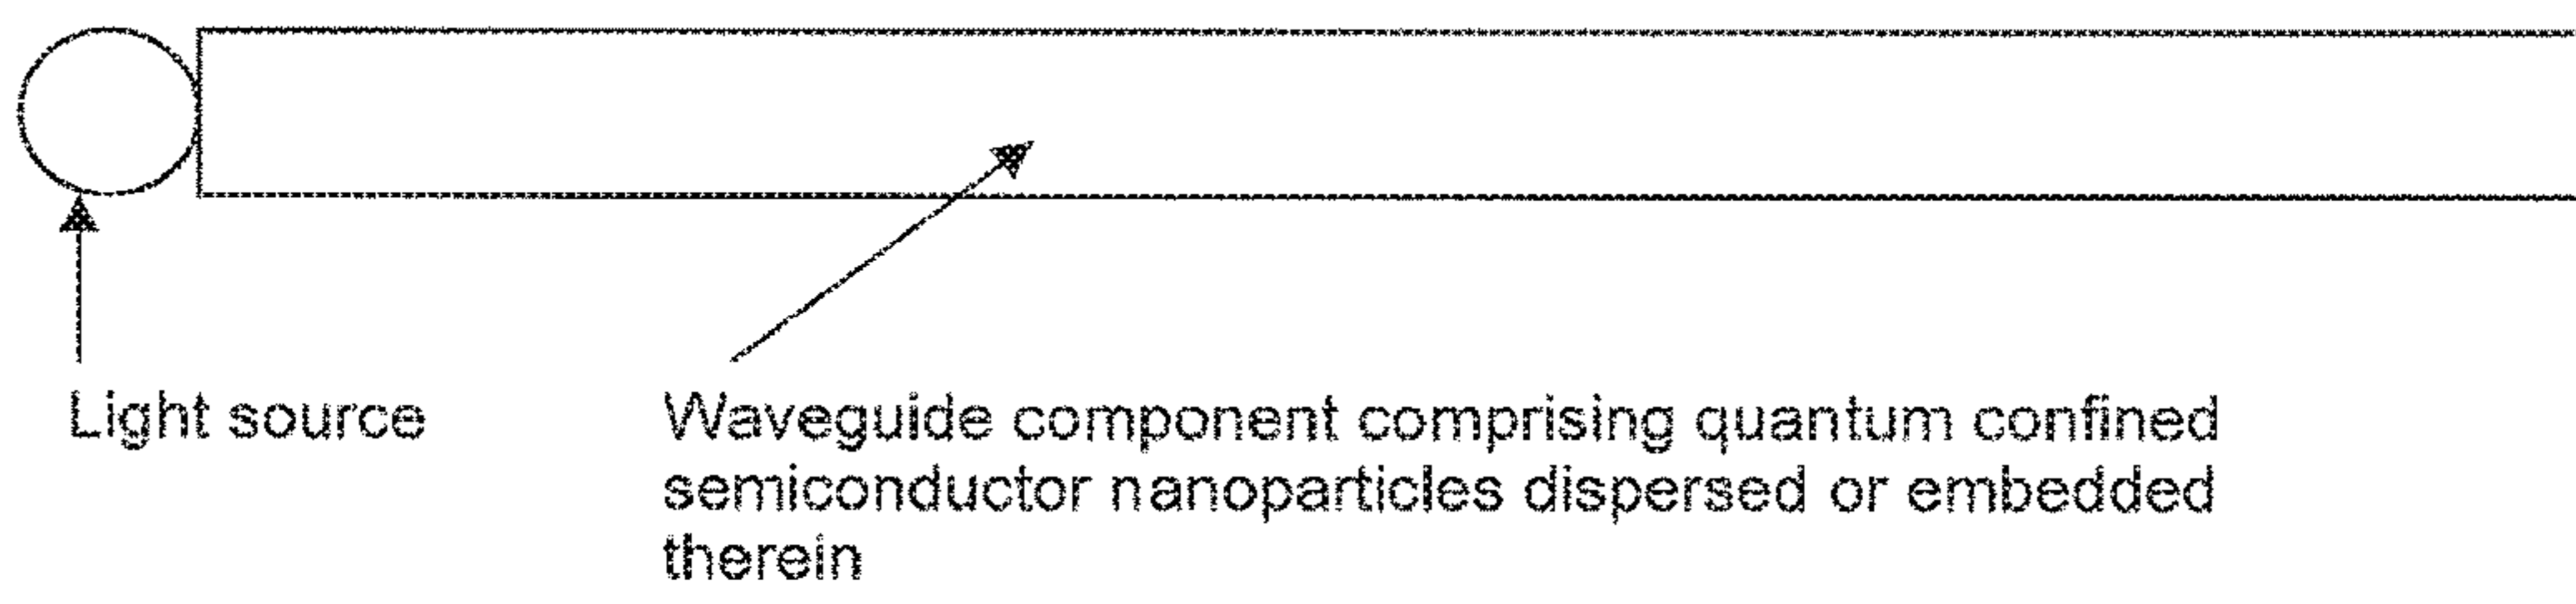 Light source
Waveguide component comprising quantum confined
semiconductor nanoparticles dispersed or embedded
therein